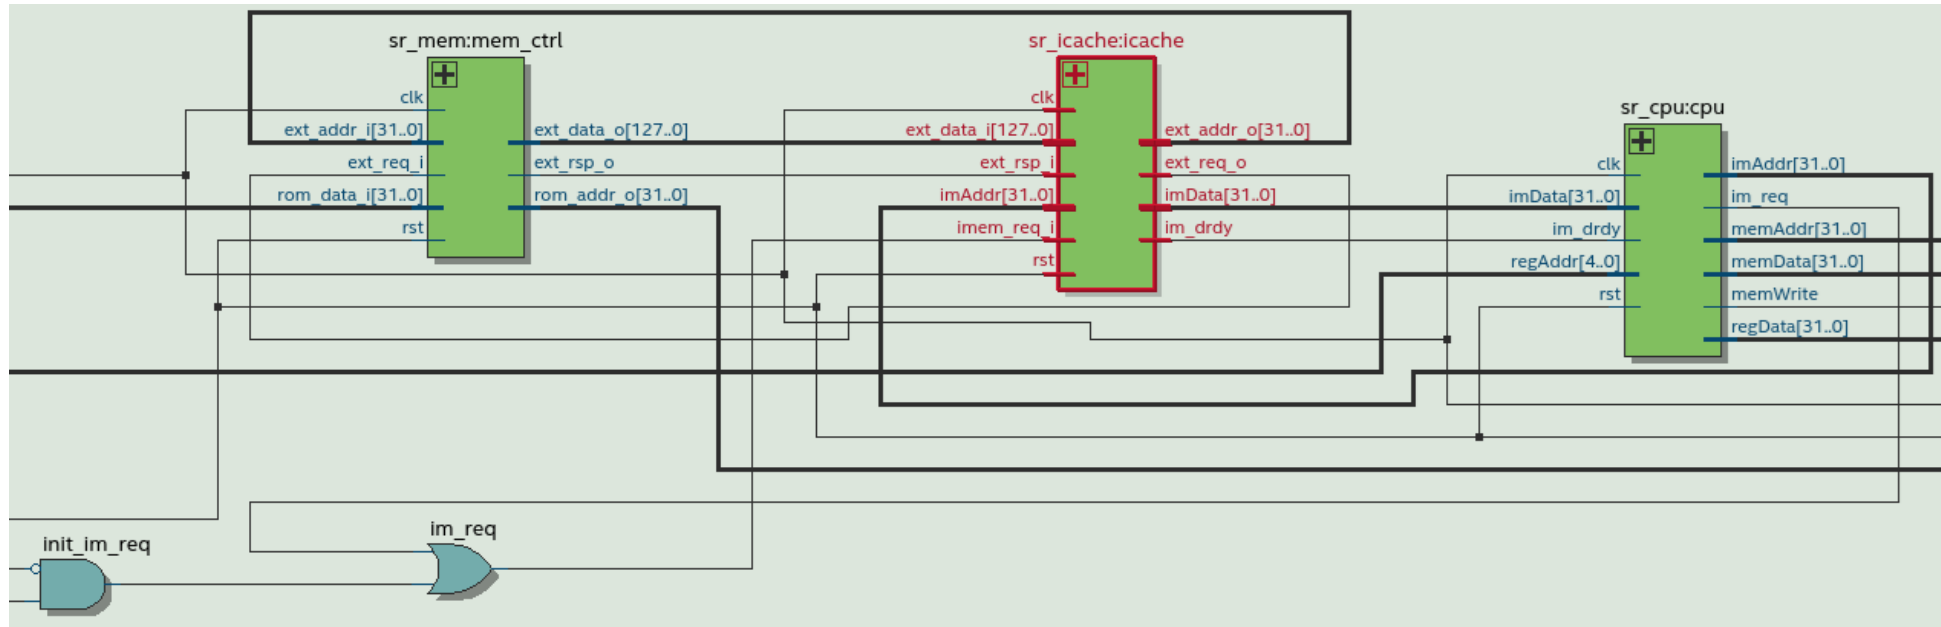 sr_mem:mem_ctrl
clk
ext_addr_i[31..0]
ext_req_i
rom_data_i[31..0]
rst
ext_data_o[127..0]
ext_rsp_o
rom_addr_o[31..0]
sr_icache:icache
clk
ext_data_i[127..0]
ext_rsp_i
imAddr[31..0]
imem_req_i
rst
ext_addr_o[31..0]
ext_req_o
imData[31..0]
im_drdy
sr_cpu:cpu
clk
imData[31..0]
im_drdy
regAddr[4..0]
rst
imAddr[31..0]
im_req
memAddr[31..0]
memData[31..0]
memWrite
regData[31..0]
init_im_req
im_req